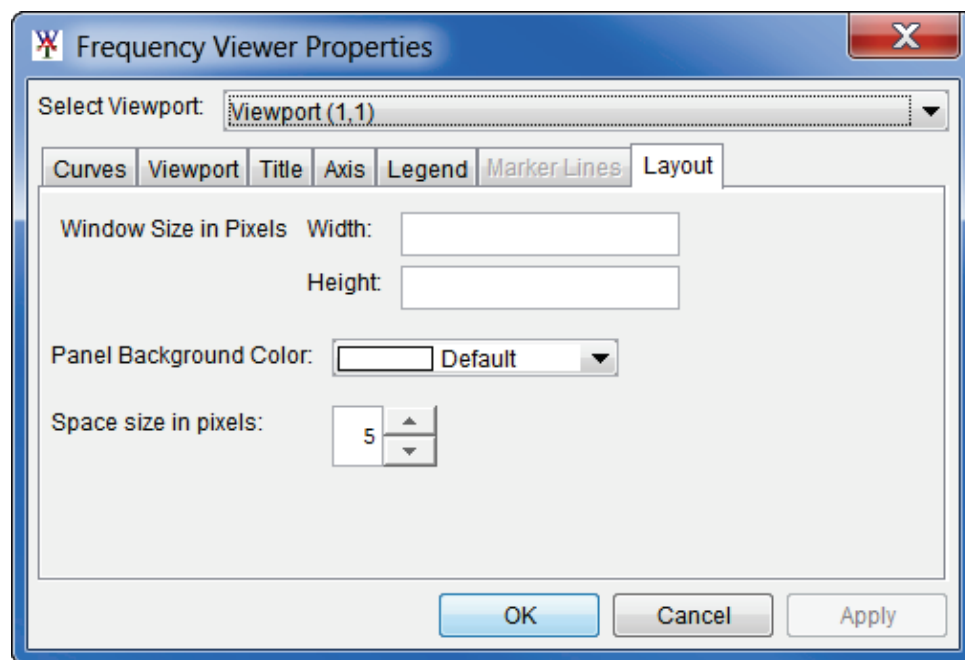 Frequency Viewer Properties
Select Viewport: Viewport (1,1)
Curves Viewport Title Axis Legend Marker Lines Layout
Window Size in Pixels Width:
Height:
Panel Background Color: Default
Space size in pixels: 5
OK Cancel Apply